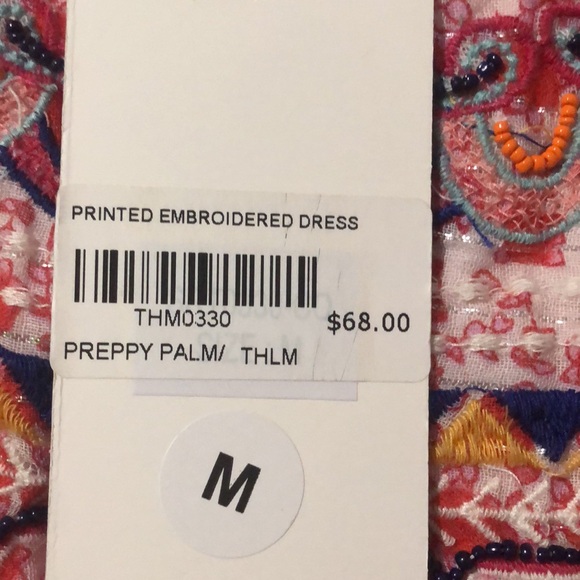 PRINTED EMBROIDERED DRESS
THM0330
$68.00
PREPPY PALM/ THLM
M